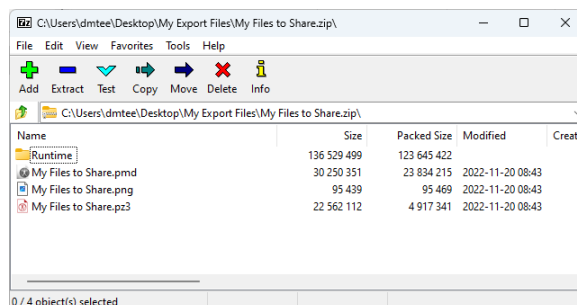 C:\Users\dmtee\Desktop\My Export Files\My Files to Share.zip\
File Edit View Favorites Tools Help
Add Extract Test Copy Move Delete Info
C:\Users\dmtee\Desktop\My Export Files\My Files to Share.zip\
Name Size Packed Size Modified Creat
Runtime 136 529 499 123 645 422
My Files to Share.pmd 30 250 351 23 834 215 2022-11-20 08:43
My Files to Share.png 95 439 95 469 2022-11-20 08:43
My Files to Share.pz3 22 562 112 4 917 341 2022-11-20 08:43
0 / 4 object(s) selected